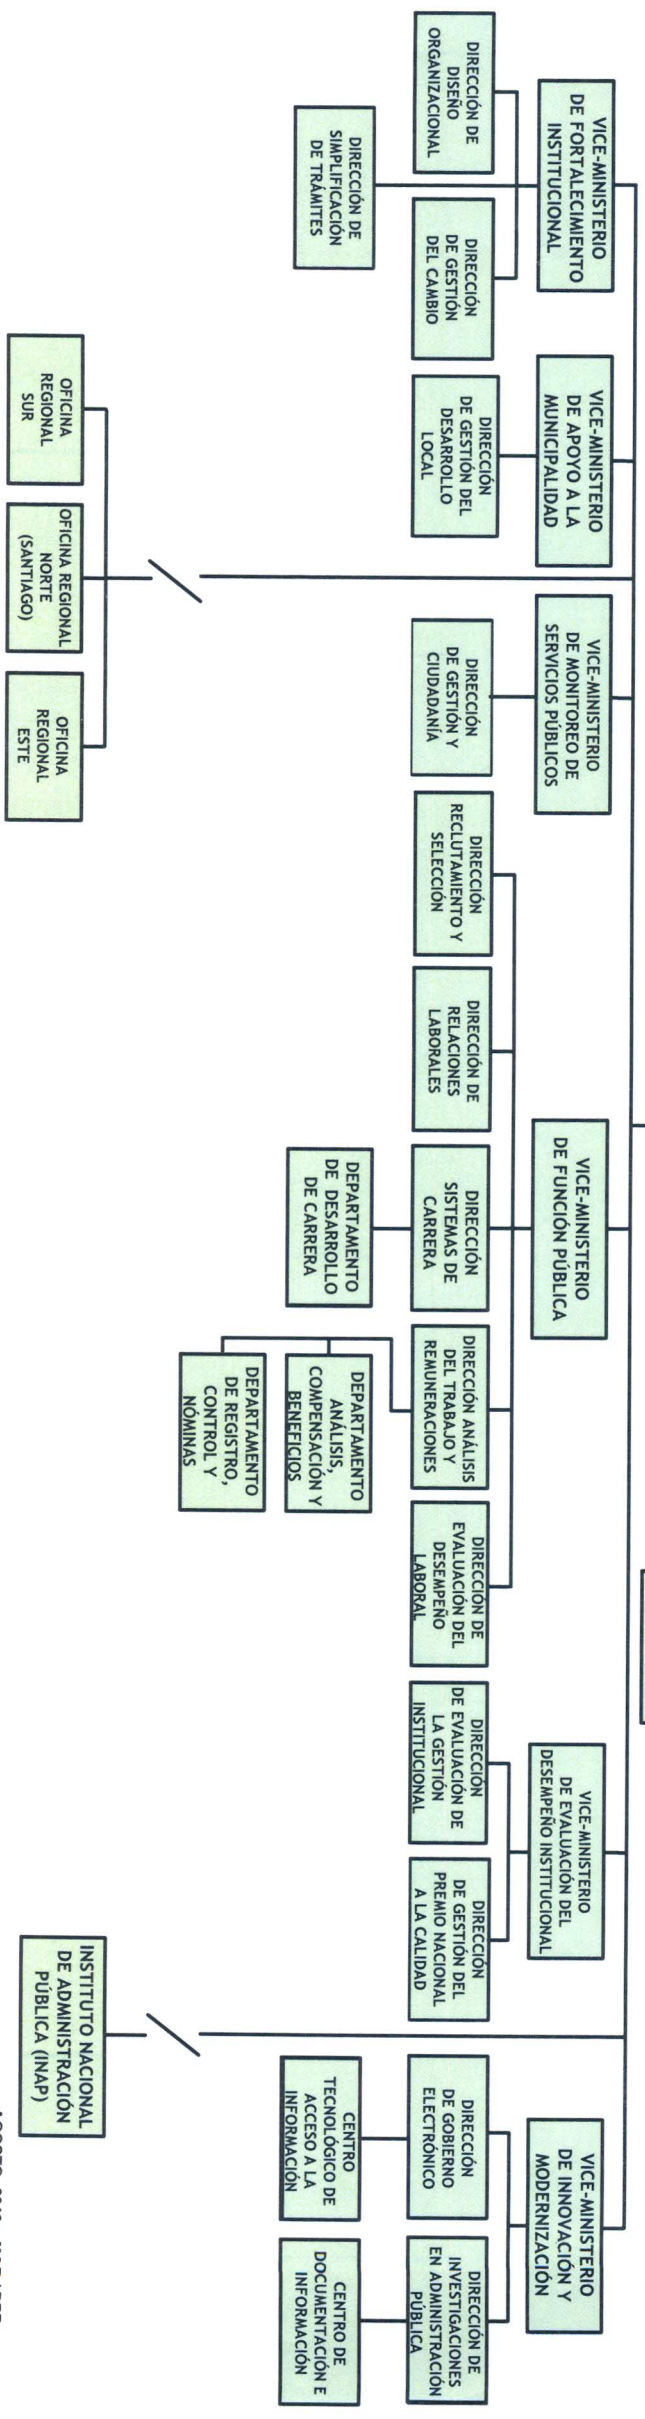 VICE-MINISTERIO
DE FORTALECIMIENTO
INSTITUCIONAL
DIRECCIÓN DE
DISEÑO
ORGANIZACIONAL
DIRECCIÓN
DE GESTIÓN
DEL CAMBIO
DIRECCIÓN DE
SIMPLIFICACIÓN
DE TRÁMITES
VICE-MINISTERIO
DE APOYO A LA
MUNICIPALIDAD
DIRECCIÓN
DE GESTIÓN DEL
DESARROLLO
LOCAL
OFICINA
REGIONAL
SUR
OFICINA REGIONAL
NORTE
(SANTIAGO)
OFICINA
REGIONAL
ESTE
VICE-MINISTERIO
DE MONITOREO DE
SERVICIOS PÚBLICOS
DIRECCIÓN
DE GESTIÓN Y
CIUDADANÍA
VICE-MINISTERIO
DE FUNCIÓN PÚBLICA
DIRECCIÓN
RECLUTAMIENTO Y
SELECCIÓN
DIRECCIÓN DE
RELACIONES
LABORALES
DIRECCIÓN
SISTEMAS DE
CARRERA
DEPARTAMENTO
DE DESARROLLO
DE CARRERA
DIRECCIÓN ANÁLISIS
DEL TRABAJO Y
REMUNERACIONES
DEPARTAMENTO
ANÁLISIS,
COMPENSACIÓN Y
BENEFICIOS
DEPARTAMENTO
DE REGISTRO,
CONTROL Y
NÓMINAS
DIRECCIÓN DE
EVALUACIÓN DEL
DESEMPEÑO
LABORAL
VICE-MINISTERIO
DE EVALUACIÓN DEL
DESEMPEÑO INSTITUCIONAL
DIRECCIÓN
DE EVALUACIÓN DE
LA GESTIÓN
INSTITUCIONAL
DIRECCIÓN
DE GESTIÓN DEL
PREMIO NACIONAL
A LA CALIDAD
INSTITUTO NACIONAL
DE ADMINISTRACIÓN
PÚBLICA (INAP)
VICE-MINISTERIO
DE INNOVACIÓN Y
MODERNIZACIÓN
DIRECCIÓN
DE GOBIERNO
ELECTRÓNICO
CENTRO
TECNOLÓGICO DE
ACCESO A LA
INFORMACIÓN
DIRECCIÓN DE
INVESTIGACIONES
EN ADMINISTRACIÓN
PÚBLICA
CENTRO DE
DOCUMENTACIÓN E
INFORMACIÓN